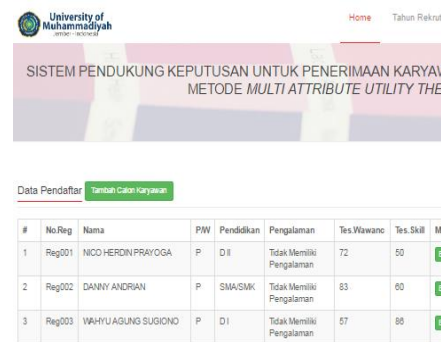 University of
Muhammadiyah
Jember - Indonesia
Home Tahun Rekrut
SISTEM PENDUKUNG KEPUTUSAN UNTUK PENERIMAAN KARYAW
METODE MULTI ATTRIBUTE UTILITY THE
Data Pendaftar Tambah Calon Karyawan
# No.Reg Nama P/W Pendidikan Pengalaman Tes.Wawanc Tes.Skill M
1 Reg001 NICO HERDIN PRAYOGA P D II Tidak Memiliki 72 50
Pengalaman
2 Reg002 DANNY ANDRIAN P SMA/SMK Tidak Memiliki 83 60
Pengalaman
3 Reg003 WAHYU AGUNG SUGIONO P D I Tidak Memiliki 57 86
Pengalaman